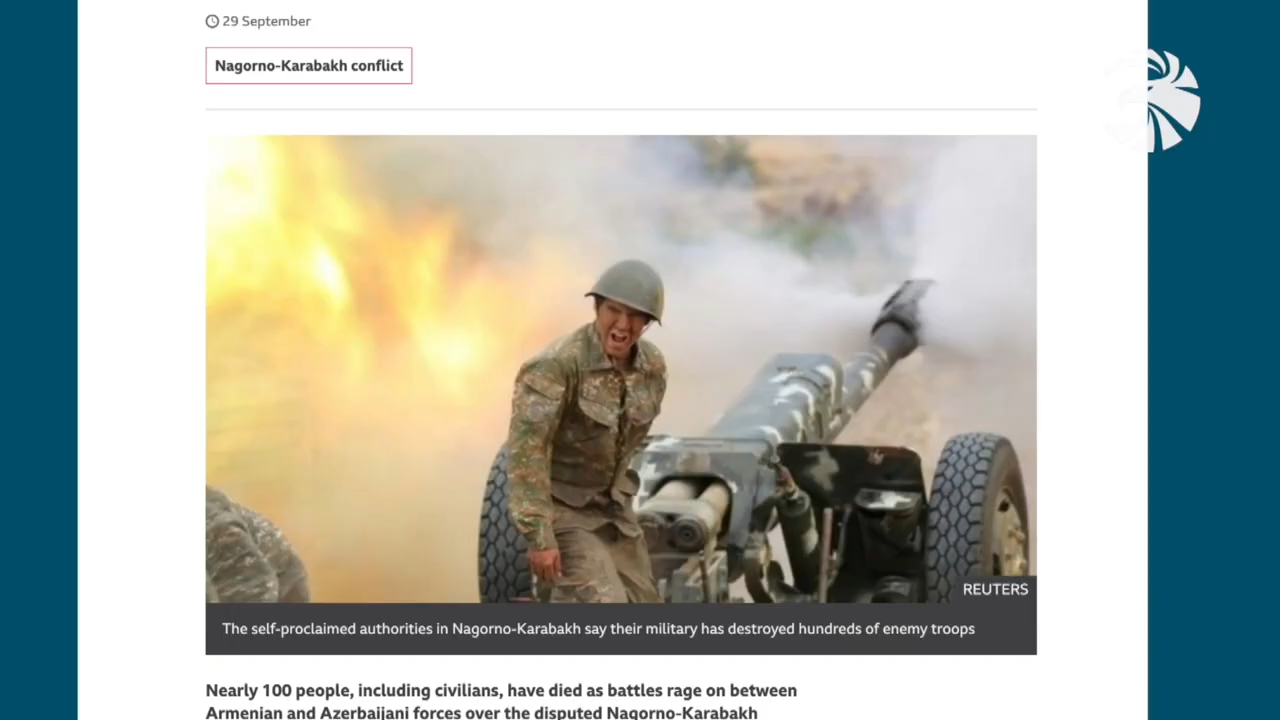 29 September
Nagorno-Karabakh conflict
REUTERS
The self-proclaimed authorities in Nagorno-Karabakh say their military has destroyed hundreds of enemy troops
Nearly 100 people, including civilians, have died as battles rage on between
Armenian and Azerbaijani forces over the disputed Nagorno-Karabakh